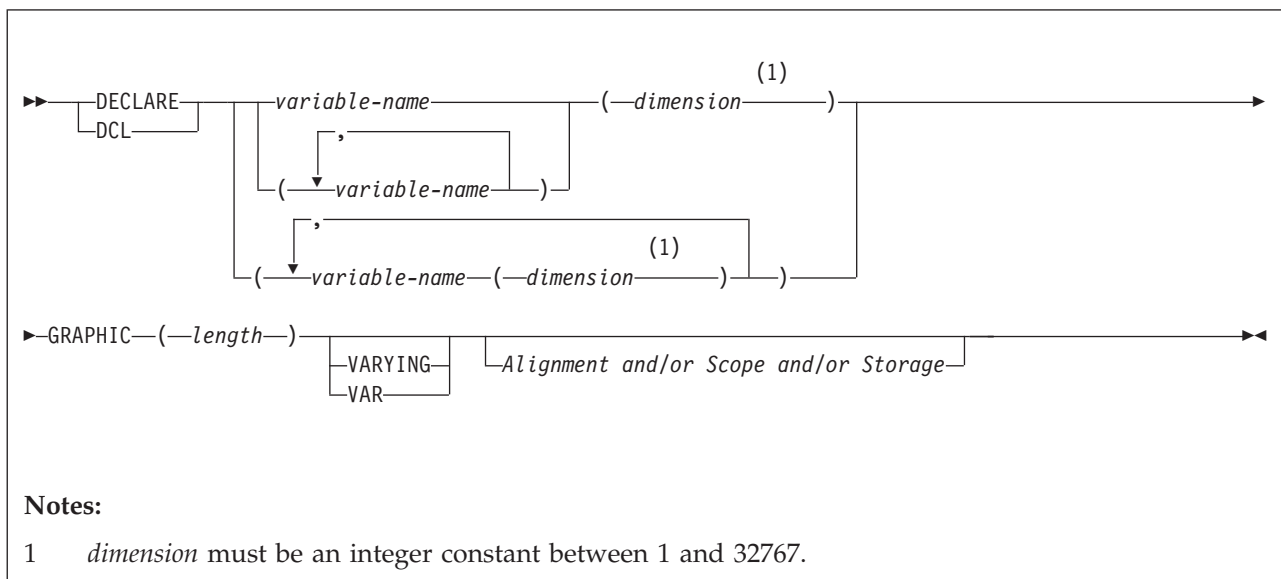 (1)
DECLARE variable-name ( dimension )
DCL ,
( variable-name )
,
(1)
( variable-name ( dimension ) )
GRAPHIC ( length )
VARYING Alignment and/or Scope and/or Storage
VAR
Notes:
1 dimension must be an integer constant between 1 and 32767.